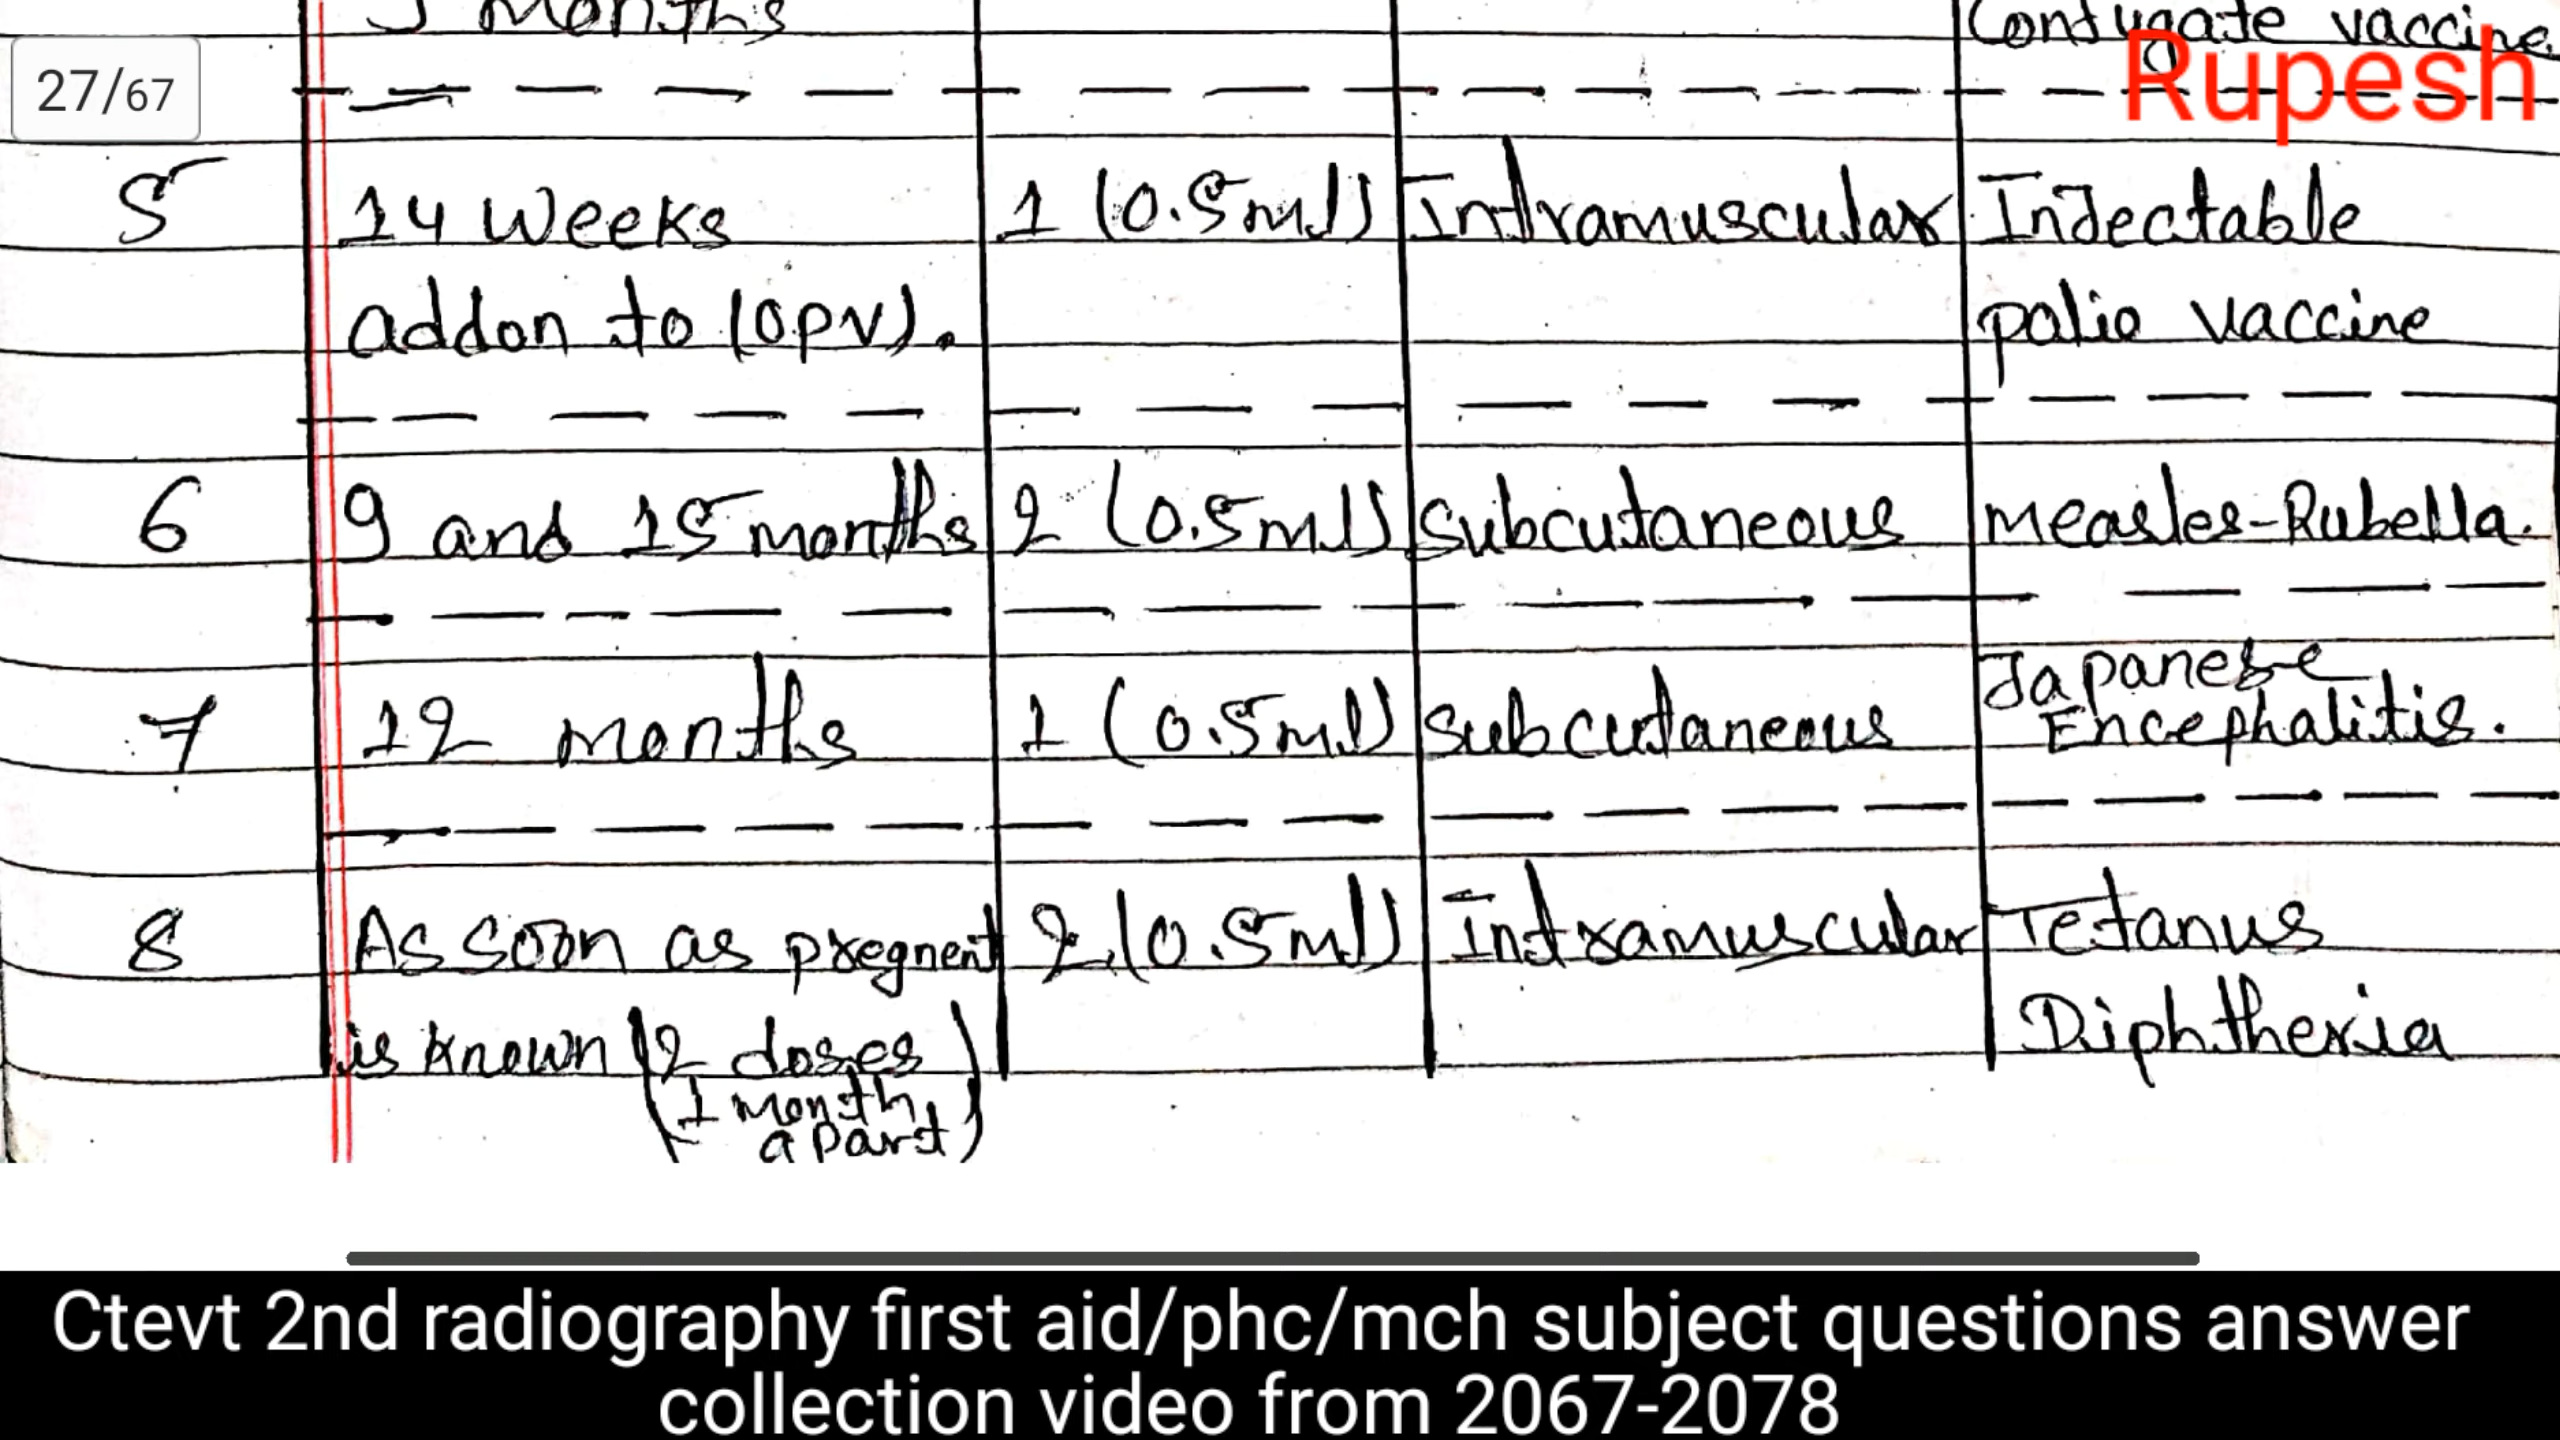 3 Months
Conjugate vaccine
27/67
Rupesh
5 14 Weeks 1 (0.5ml) Intramuscular Injectable
addon to (OPV). polio vaccine
6 9 and 15 months 2 (0.5ml) Subcutaneous Measles-Rubella.
Japanese
7 12 months 1 (0.5ml) Subcutaneous Encephalitis.
8 As soon as pregnent 2 (0.5ml) Intramuscular Tetanus
is known (2 doses Diphtheria
1 month
apart)
Ctevt 2nd radiography first aid/phc/mch subject questions answer
collection video from 2067-2078